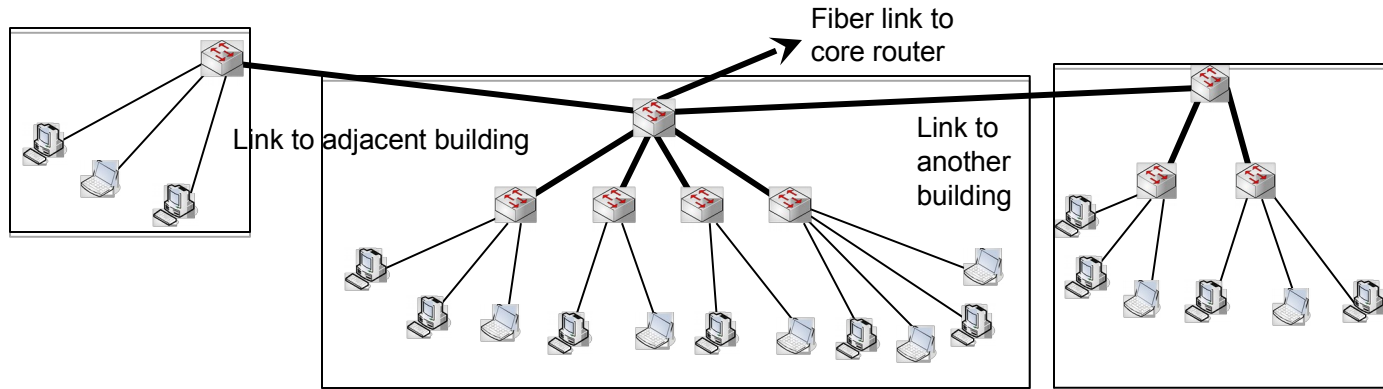 Fiber link to
core router
Link to adjacent building
Link to
another
building